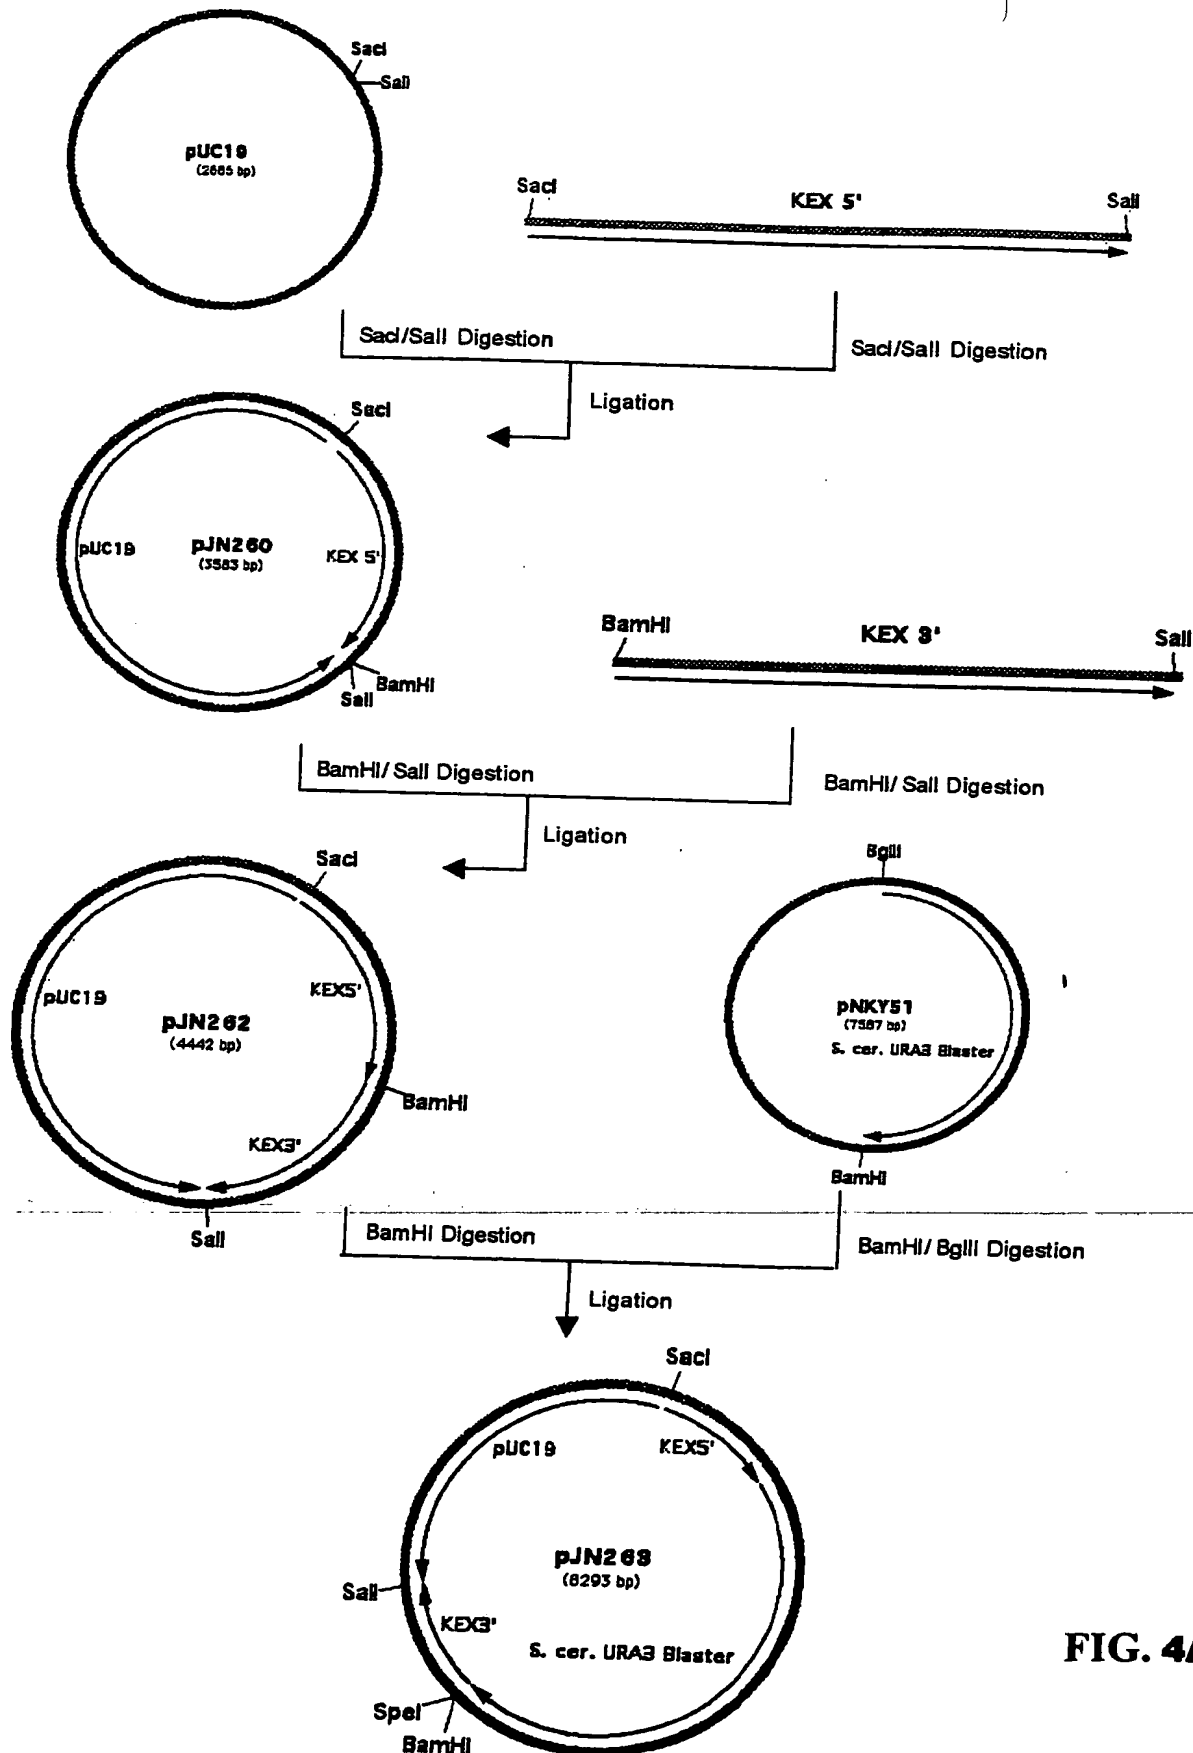 SacI
SalI
pUC19
(2685 bp)
SacI
KEX 5'
SalI
SacI/SalI Digestion
SacI/SalI Digestion
Ligation
SacI
pUC19
pJN260
(3583 bp)
KEX 5'
BamHI
SalI
BamHI
KEX 3'
SalI
BamHI/SalI Digestion
BamHI/ SalI Digestion
Ligation
SacI
pUC19
KEX5'
pJN262
(4442 bp)
BamHI
KEX3'
SalI
BglII
pNKY51
(7587 bp)
S. cer. URA3 Blaster
BamHI
BamHI Digestion
BamHI/ BglII Digestion
Ligation
SacI
pUC19
KEX5'
pJN263
(8293 bp)
SalI
KEX3'
S. cer. URA3 Blaster
SpeI
BamHI
FIG. 4A